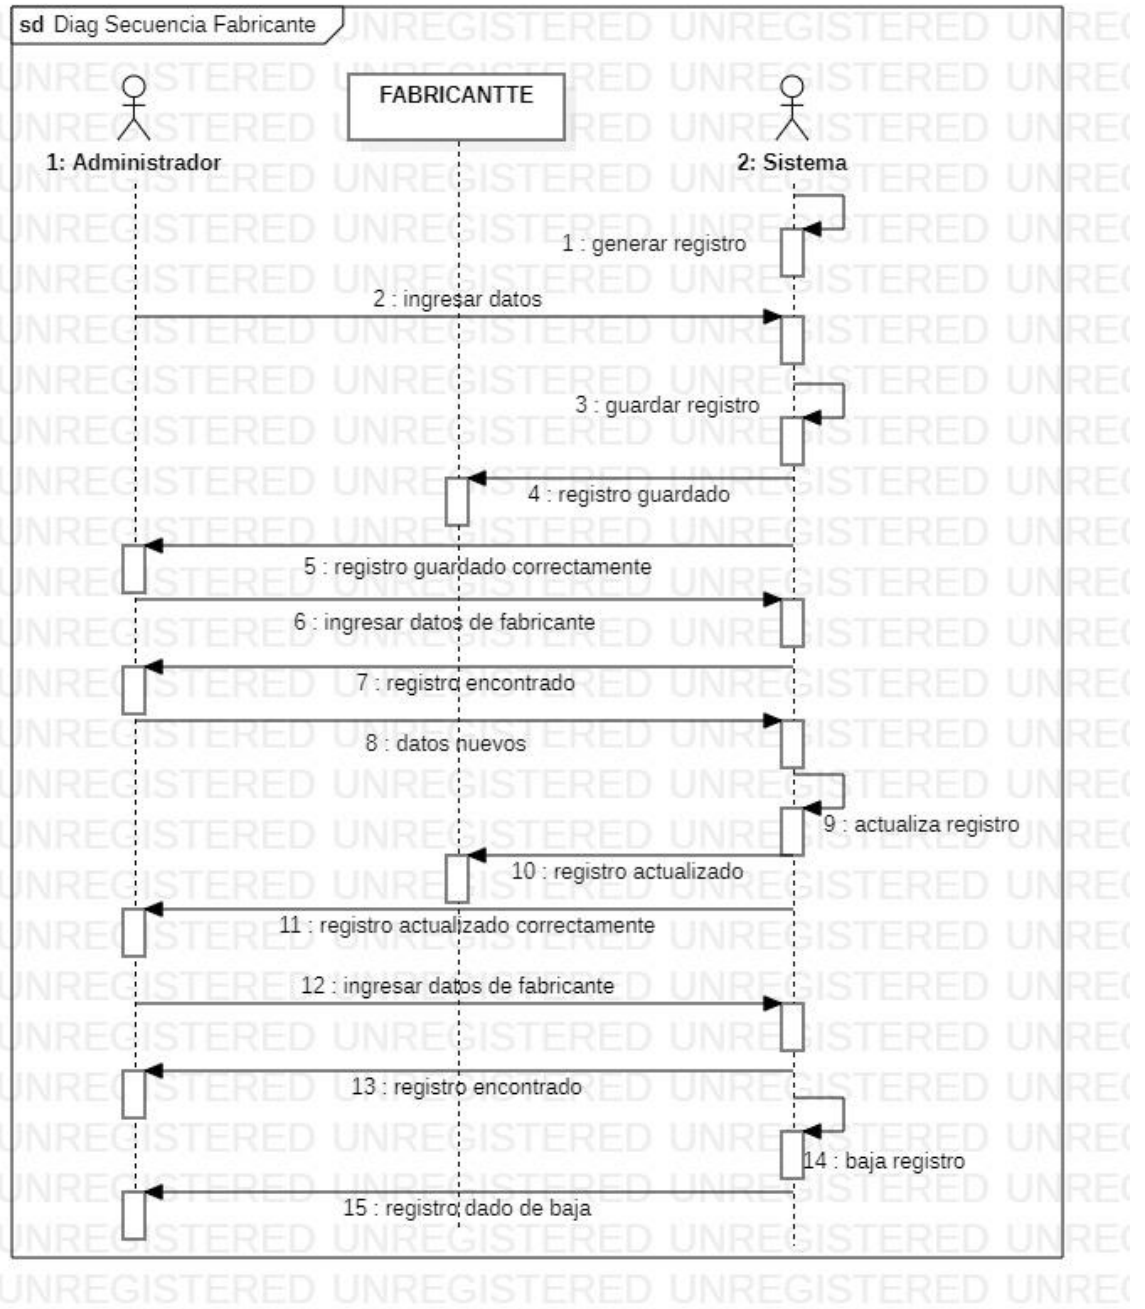 sd Diag Secuencia Fabricante
FABRICANTTE
1: Administrador
2: Sistema
1 : generar registro
2 : ingresar datos
3 : guardar registro
4 : registro guardado
5 : registro guardado correctamente
6 : ingresar datos de fabricante
7 : registro encontrado
8 : datos nuevos
9 : actualiza registro
10 : registro actualizado
11 : registro actualizado correctamente
12 : ingresar datos de fabricante
13 : registro encontrado
14 : baja registro
15 : registro dado de baja
UNREGISTERED